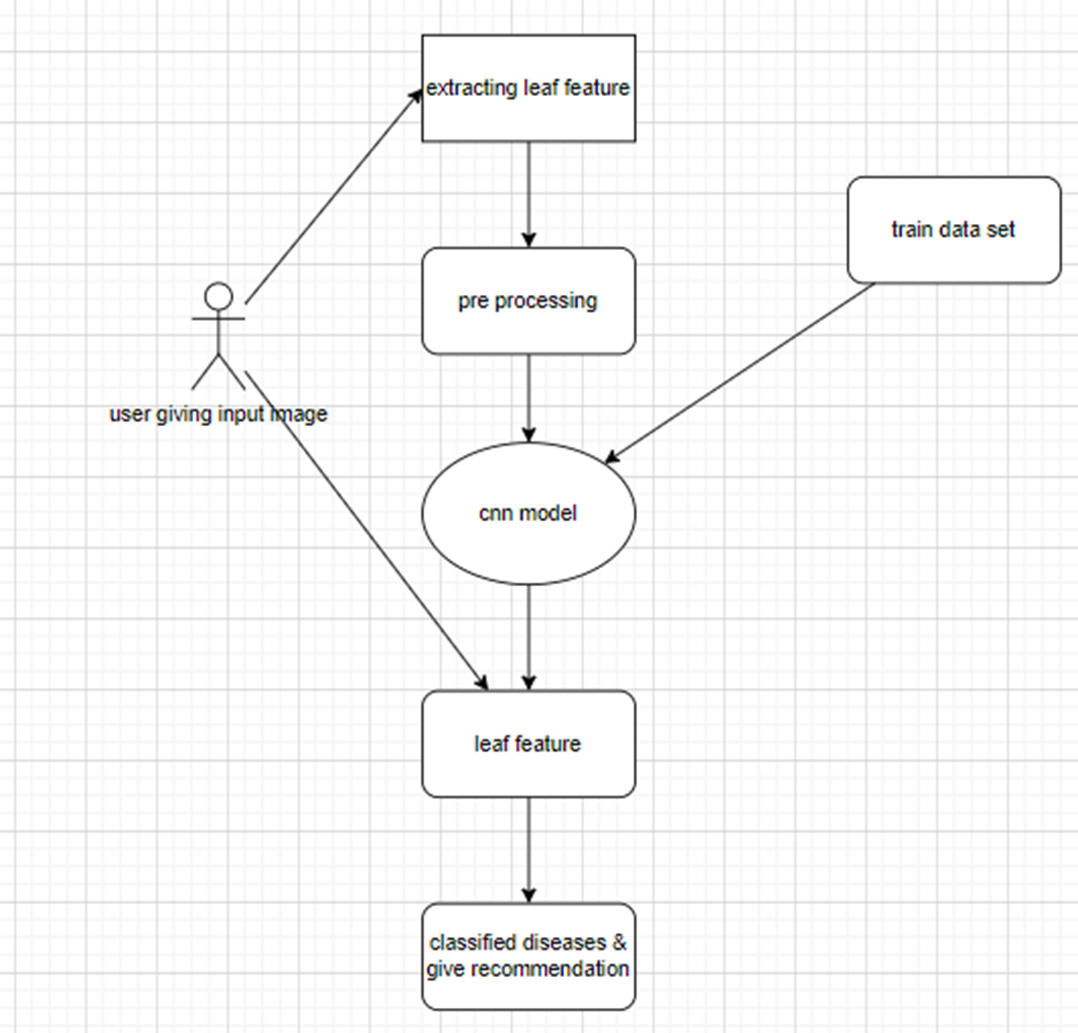 extracting leaf feature
train data set
pre processing
user giving input image
cnn model
leaf feature
classified diseases &
give recommendation